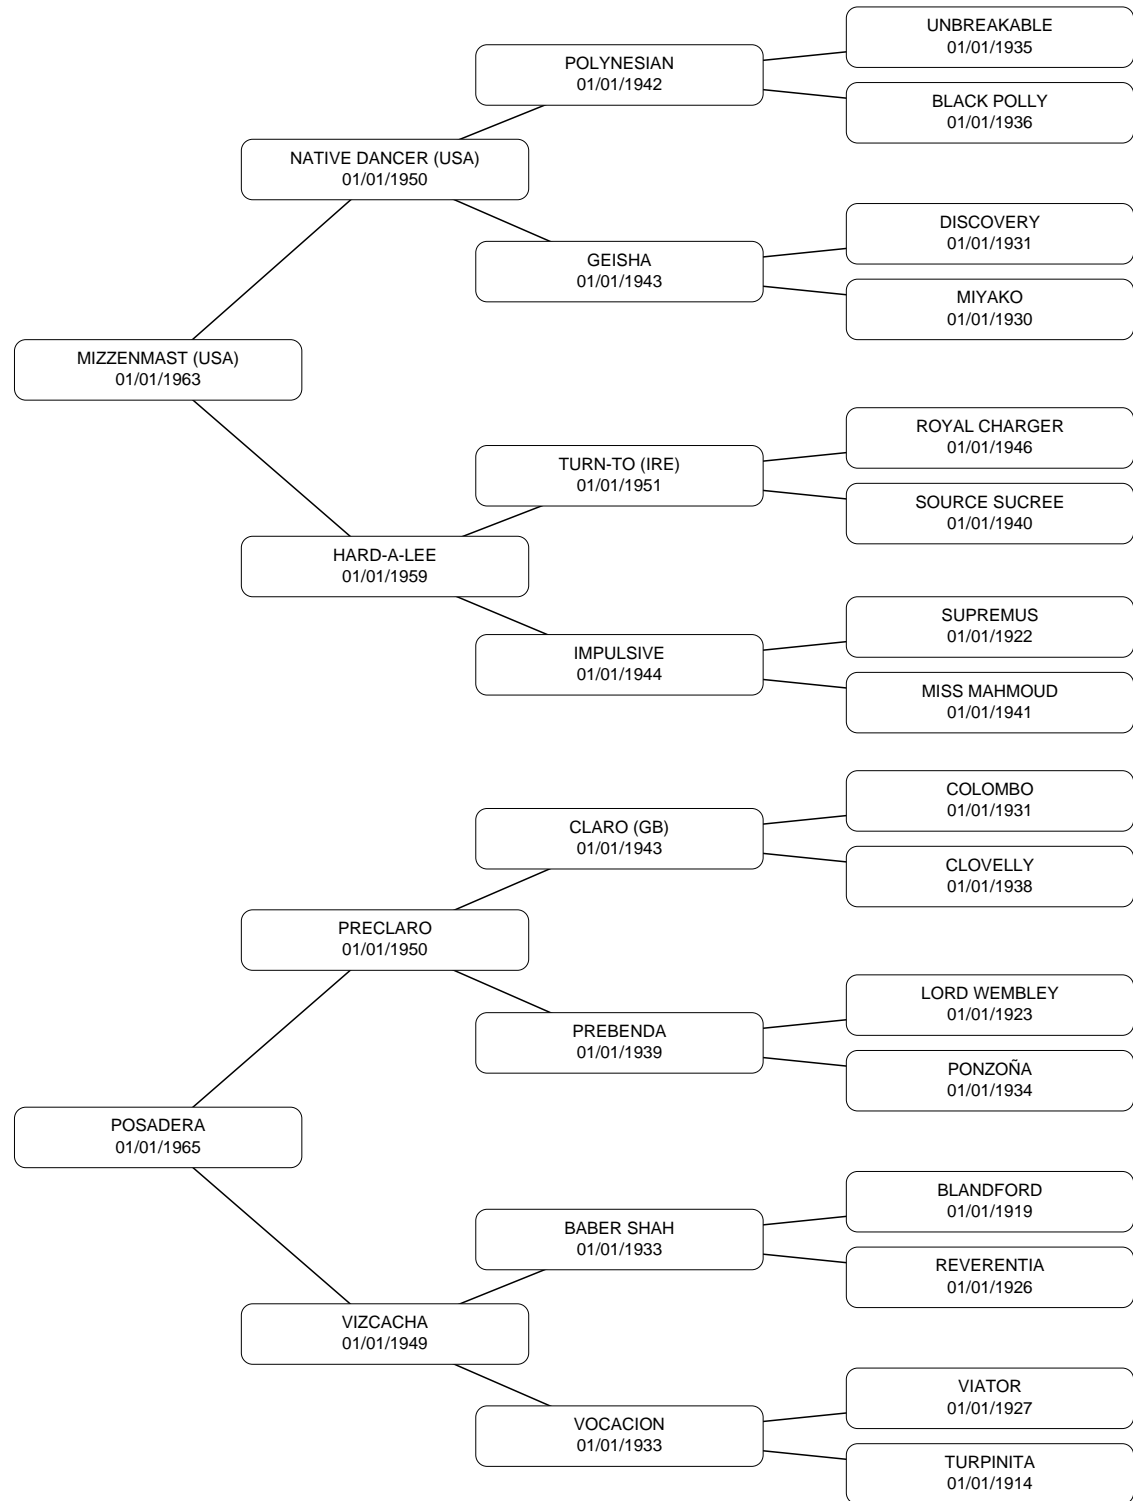 UNBREAKABLE
01/01/1935
POLYNESIAN
01/01/1942
BLACK POLLY
01/01/1936
NATIVE DANCER (USA)
01/01/1950
DISCOVERY
01/01/1931
GEISHA
01/01/1943
MIYAKO
01/01/1930
MIZZENMAST (USA)
01/01/1963
ROYAL CHARGER
01/01/1946
TURN-TO (IRE)
01/01/1951
SOURCE SUCREE
01/01/1940
HARD-A-LEE
01/01/1959
SUPREMUS
01/01/1922
IMPULSIVE
01/01/1944
MISS MAHMOUD
01/01/1941
COLOMBO
01/01/1931
CLARO (GB)
01/01/1943
CLOVELLY
01/01/1938
PRECLARO
01/01/1950
LORD WEMBLEY
01/01/1923
PREBENDA
01/01/1939
PONZOÑA
01/01/1934
POSADERA
01/01/1965
BLANDFORD
01/01/1919
BABER SHAH
01/01/1933
REVERENTIA
01/01/1926
VIZCACHA
01/01/1949
VIATOR
01/01/1927
VOCACION
01/01/1933
TURPINITA
01/01/1914